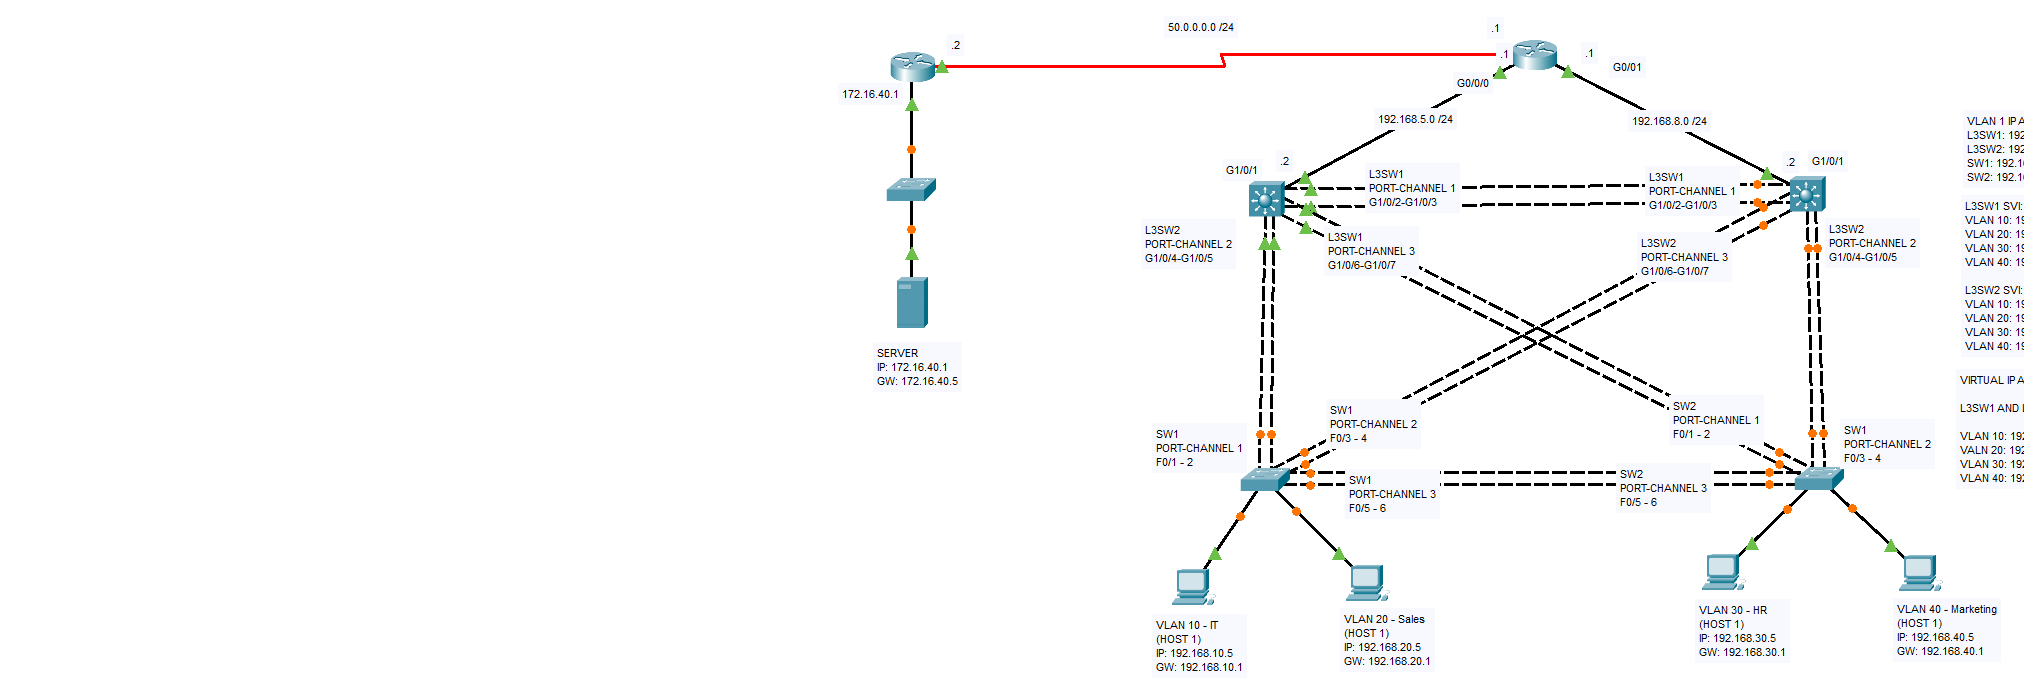 50.0.0.0.0 /24
.1
.2
.1
.1
G0/01
G0/0/0
172.16.40.1
192.168.5.0 /24
192.168.8.0 /24
G1/0/1
.2
L3SW1
PORT-CHANNEL 1
G1/0/2-G1/0/3
L3SW1
PORT-CHANNEL 1
G1/0/2-G1/0/3
.2
G1/0/1
L3SW2
PORT-CHANNEL 2
G1/0/4-G1/0/5
L3SW1
PORT-CHANNEL 3
G1/0/6-G1/0/7
L3SW2
PORT-CHANNEL 3
G1/0/6-G1/0/7
L3SW2
PORT-CHANNEL 2
G1/0/4-G1/0/5
SERVER
IP: 172.16.40.1
GW: 172.16.40.5
SW1
PORT-CHANNEL 1
F0/1 - 2
SW1
PORT-CHANNEL 2
F0/3 - 4
SW2
PORT-CHANNEL 1
F0/1 - 2
SW1
PORT-CHANNEL 2
F0/3 - 4
SW1
PORT-CHANNEL 3
F0/5 - 6
SW2
PORT-CHANNEL 3
F0/5 - 6
VLAN 10 - IT
(HOST 1)
IP: 192.168.10.5
GW: 192.168.10.1
VLAN 20 - Sales
(HOST 1)
IP: 192.168.20.5
GW: 192.168.20.1
VLAN 30 - HR
(HOST 1)
IP: 192.168.30.5
GW: 192.168.30.1
VLAN 40 - Marketing
(HOST 1)
IP: 192.168.40.5
GW: 192.168.40.1
VLAN 1 IP A
L3SW1: 192
L3SW2: 192
SW1: 192.1
SW2: 192.1
L3SW1 SVI:
VLAN 10: 19
VLAN 20: 19
VLAN 30: 19
VLAN 40: 19
L3SW2 SVI:
VLAN 10: 19
VLAN 20: 19
VLAN 30: 19
VLAN 40: 19
VIRTUAL IP A
L3SW1 AND
VLAN 10: 192
VALN 20: 192
VLAN 30: 192
VLAN 40: 192